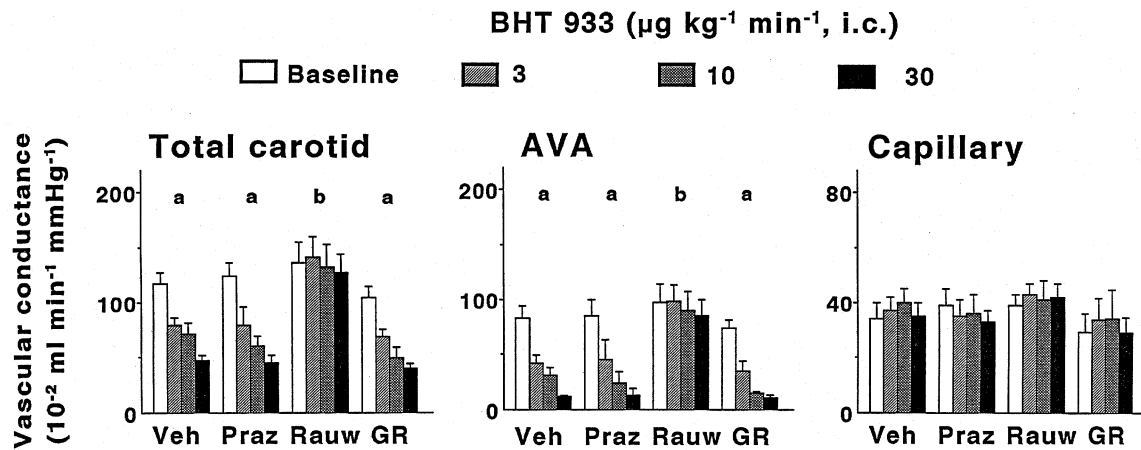 BHT 933 (µg kg⁻¹ min⁻¹, i.c.)
Baseline 3 10 30
Vascular conductance
(10⁻² ml min⁻¹ mmHg⁻¹)
Total carotid
200
100
0
a a b a
Veh Praz Rauw GR
AVA
200
100
0
a a b a
Veh Praz Rauw GR
Capillary
80
40
0
Veh Praz Rauw GR